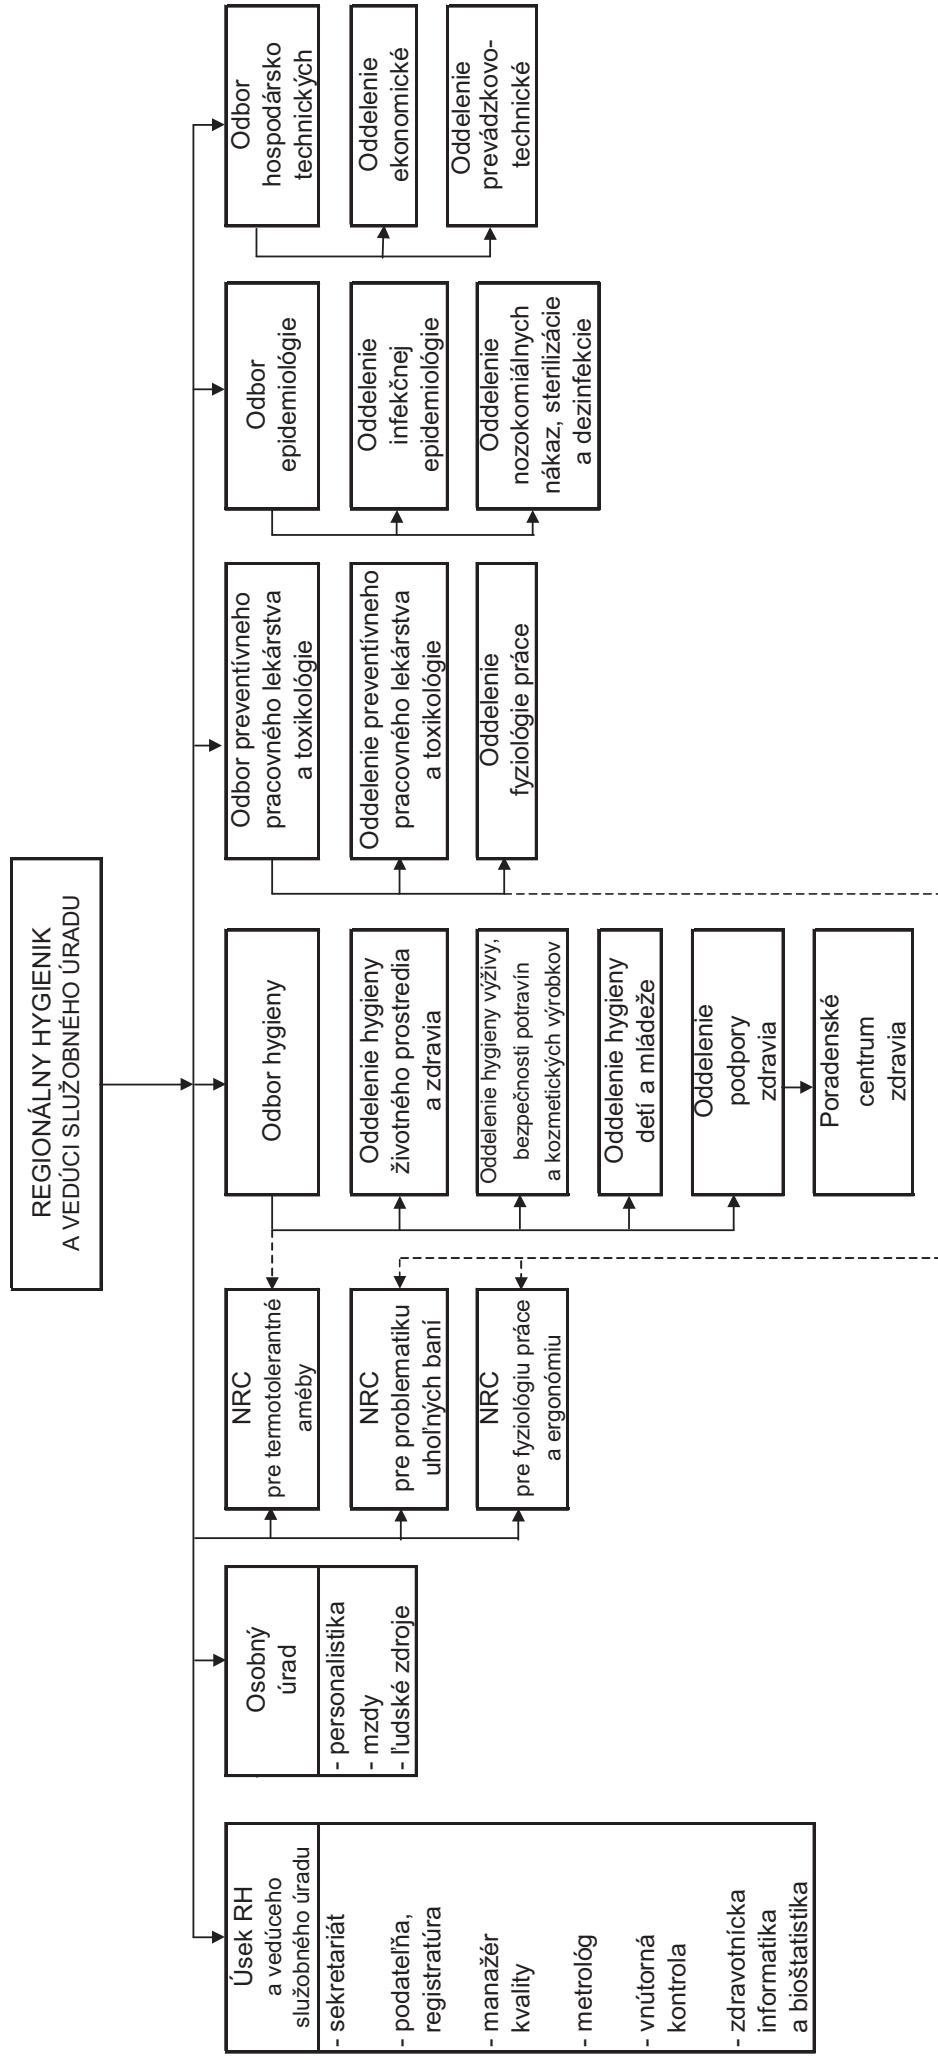 REGIONÁLNY HYGIENIK
A VEDÚCI SLUŽOBNÉHO ÚRADU
Úsek RH
a vedúceho
služobného úradu
- sekretariát
- podateľňa,
registratúra
- manažér
kvality
- metrológ
- vnútorná
kontrola
- zdravotnícka
informatika
a bioštatistika
Osobný
úrad
- personalistika
- mzdy
- ľudské zdroje
NRC
pre termotolerantné
améby
NRC
pre problematiku
uhoľných baní
NRC
pre fyziológiu práce
a ergonómiu
Odbor hygieny
Oddelenie hygieny
životného prostredia
a zdravia
Oddelenie hygieny výživy,
bezpečnosti potravín
a kozmetických výrobkov
Oddelenie hygieny
detí a mládeže
Oddelenie
podpory
zdravia
Poradenské
centrum
zdravia
Odbor preventívneho
pracovného lekárstva
a toxikológie
Oddelenie preventívneho
pracovného lekárstva
a toxikológie
Oddelenie
fyziológie práce
Odbor
epidemiológie
Oddelenie
infekčnej
epidemiológie
Oddelenie
nozokomiálnych
nákaz, sterilizácie
a dezinfekcie
Odbor
hospodársko
technických
Oddelenie
ekonomické
Oddelenie
prevádzkovo-
technické